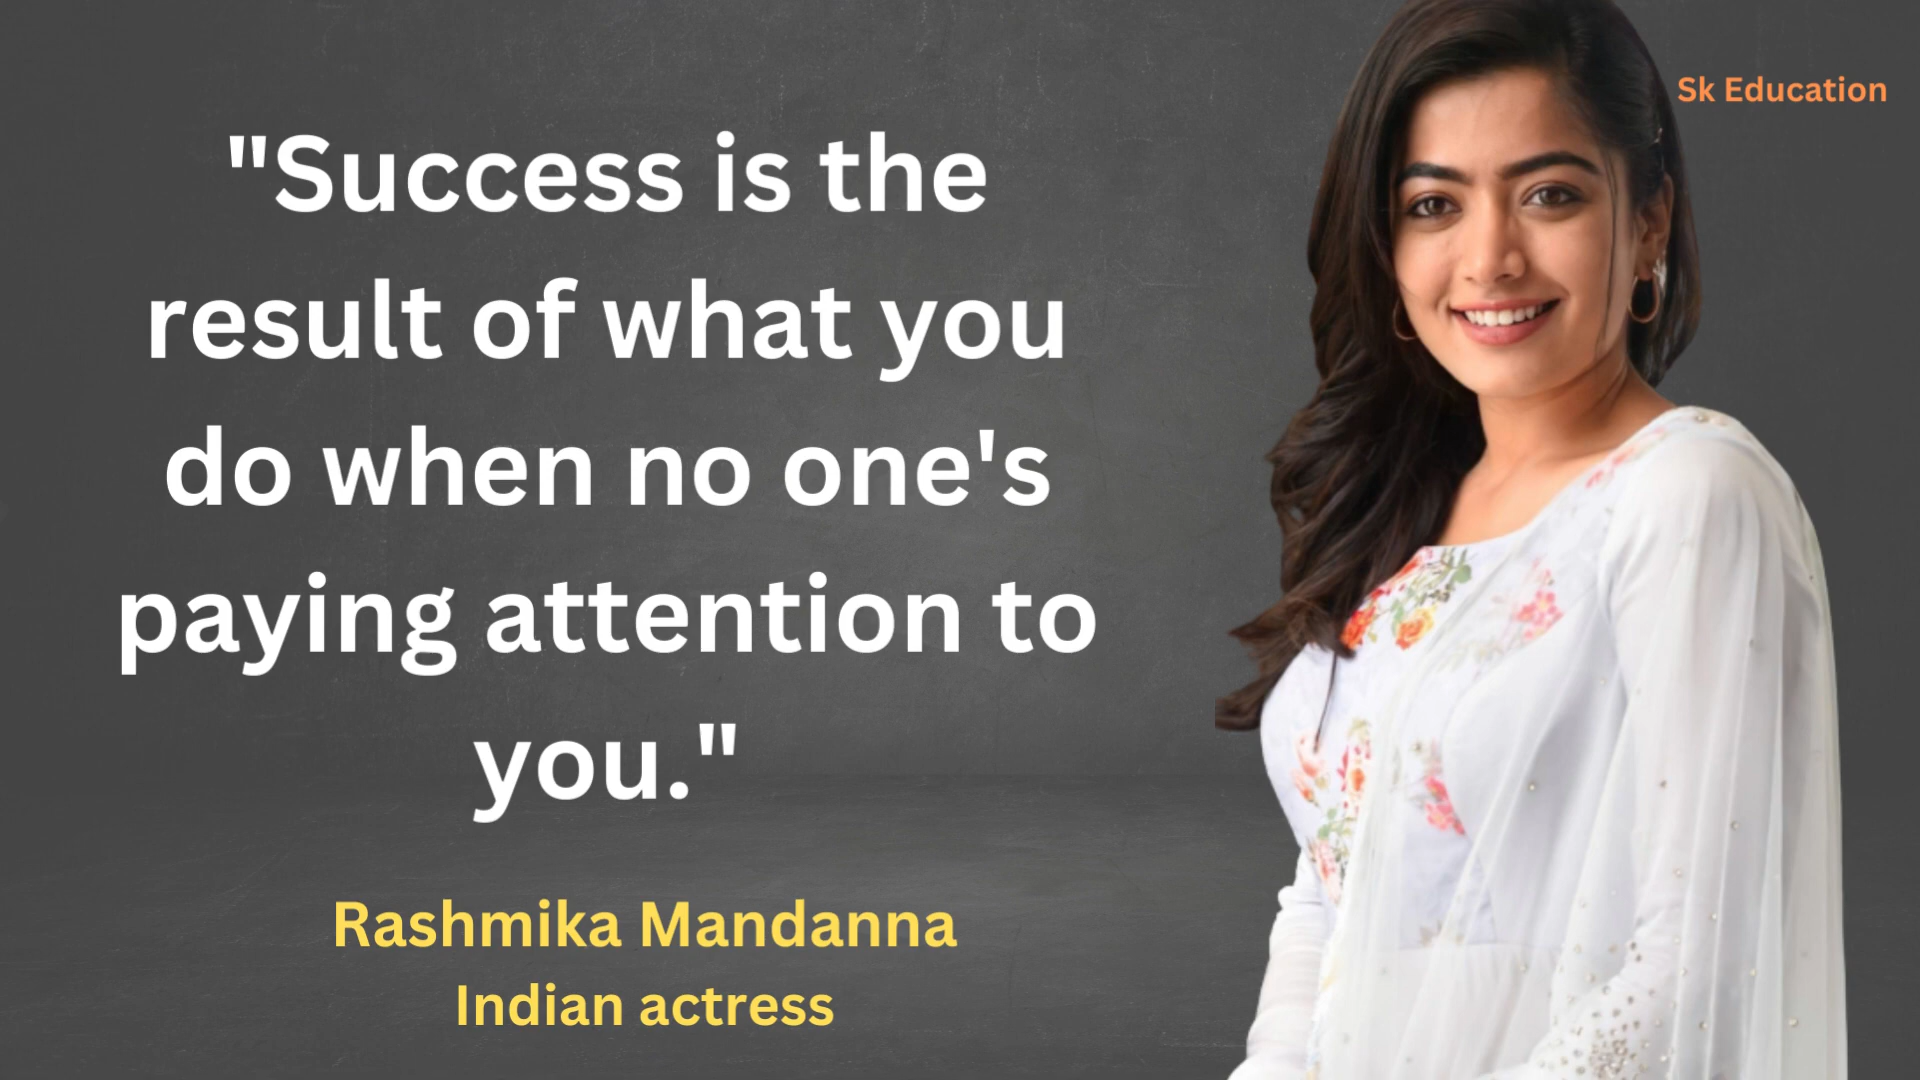 Sk Education
"Success is the
result of what you
do when no one's
paying attention to
you."
Rashmika Mandanna
Indian actress